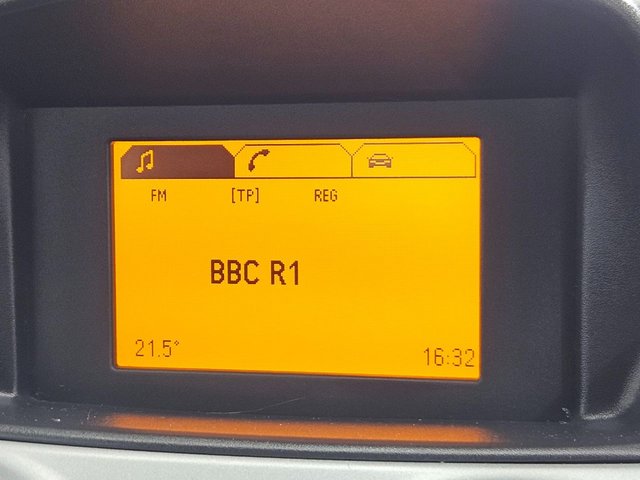 FM [TP] REG
BBC R1
21.5° 16:32